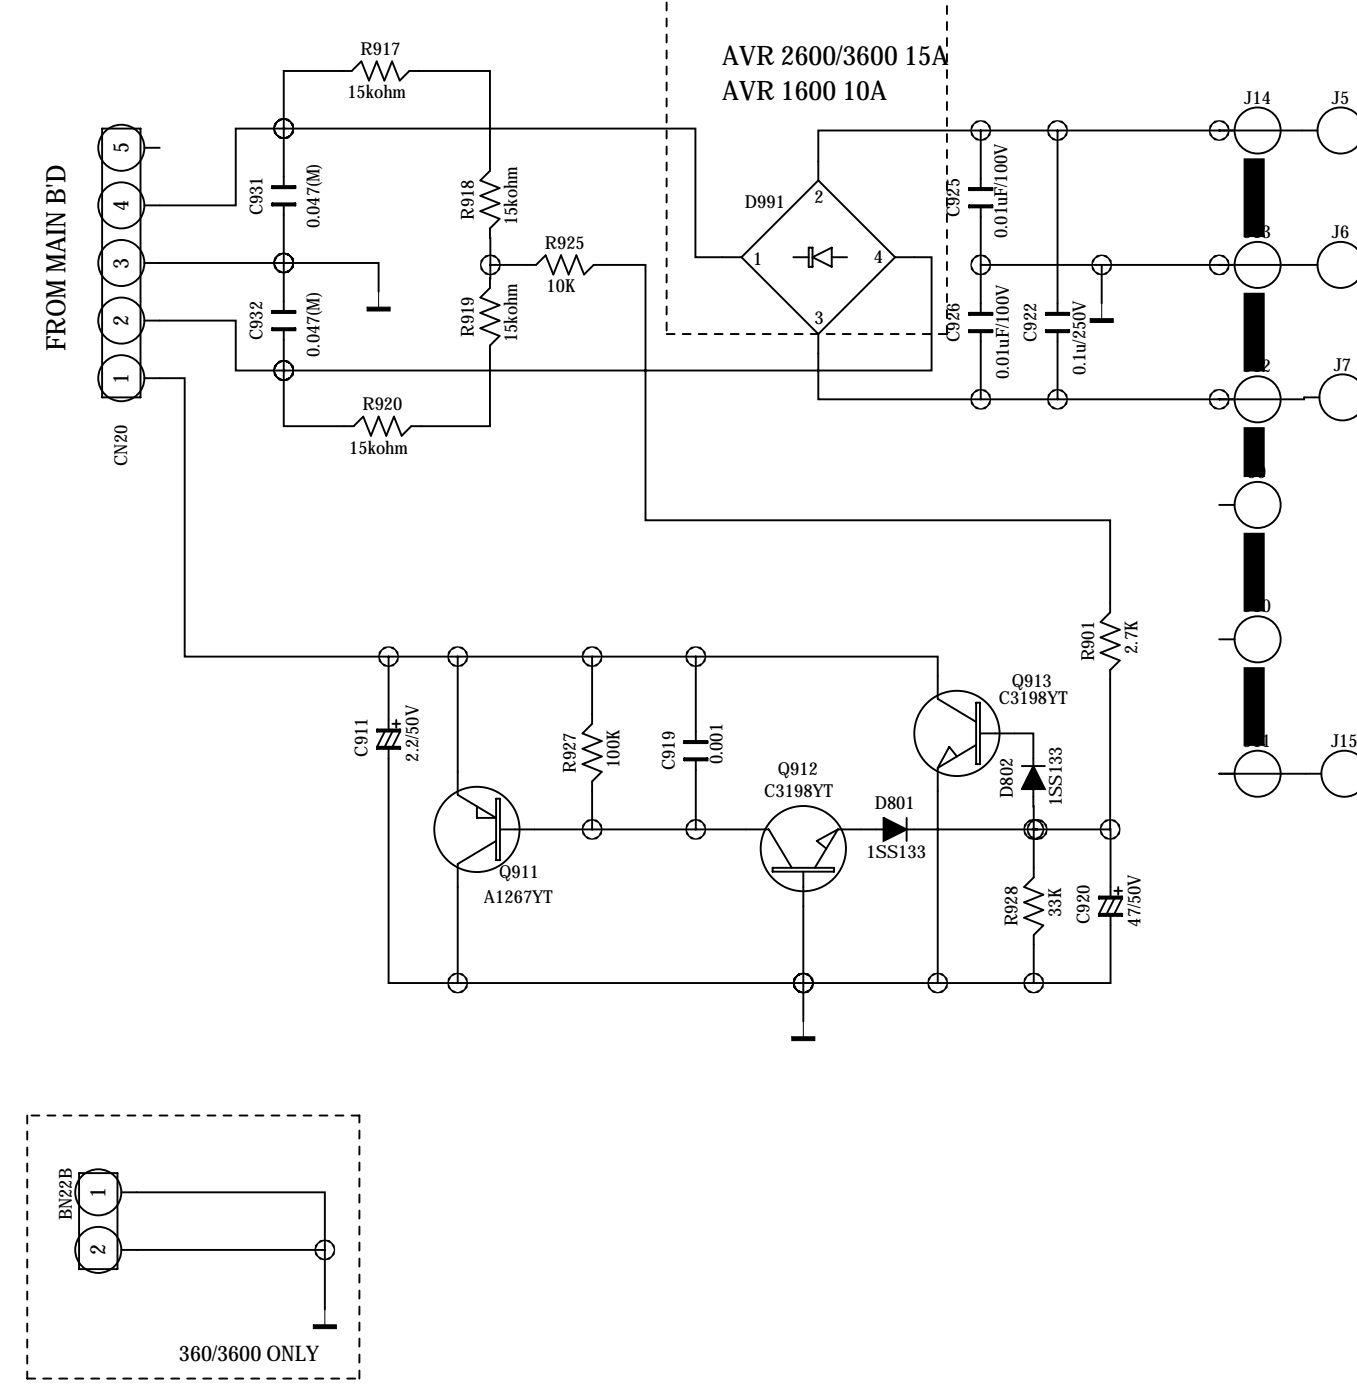 R917
15kohm
AVR 2600/3600 15A
AVR 1600 10A
J14
J5
FROM MAIN B'D
5
4
3
2
1
CN20
C931
0.047(M)
C932
0.047(M)
R918
15kohm
R919
15kohm
R925
10K
R920
15kohm
D991
2
1
4
3
C925
0.01uF/100V
C926
0.01uF/100V
C922
0.1u/250V
J6
J7
R901
2.7K
C911
+
2.2/50V
R927
100K
C919
0.001
Q913
C3198YT
Q912
C3198YT
D801
1SS133
D802
1SS133
Q911
A1267YT
R928
33K
C920
+
47/50V
J15
BN22B
1
2
360/3600 ONLY